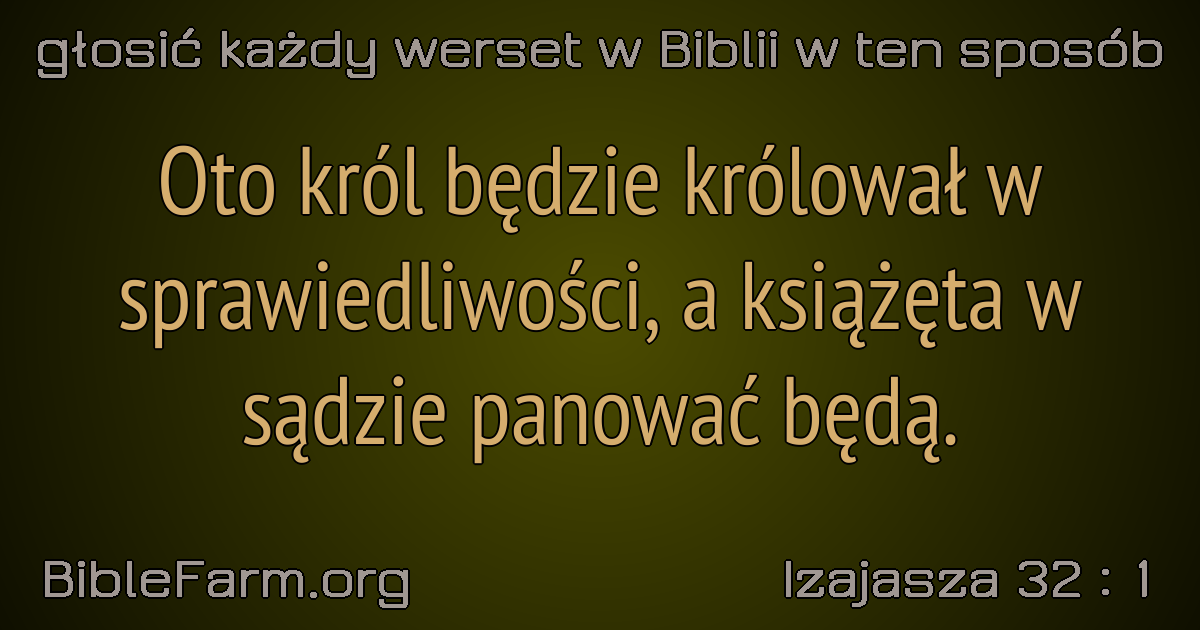 głosić każdy werset w Biblii w ten sposób
Oto król będzie królował w
sprawiedliwości, a książęta w
sądzie panować będą.
BibleFarm.org
Izajasza 32 : 1